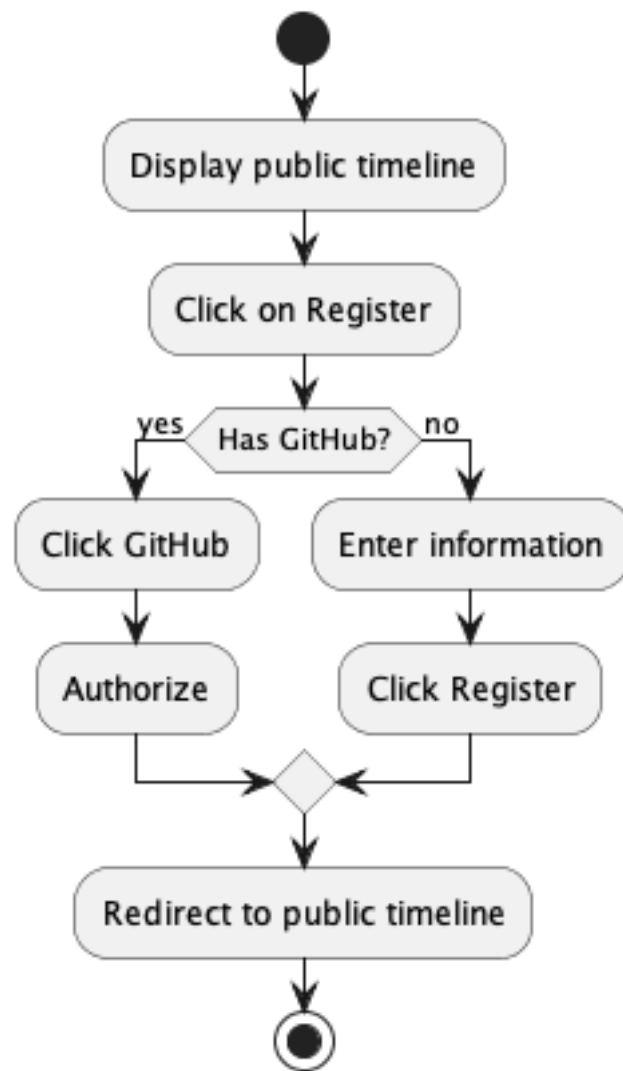 Display public timeline
Click on Register
yes
Has GitHub?
no
Click GitHub
Enter information
Authorize
Click Register
Redirect to public timeline